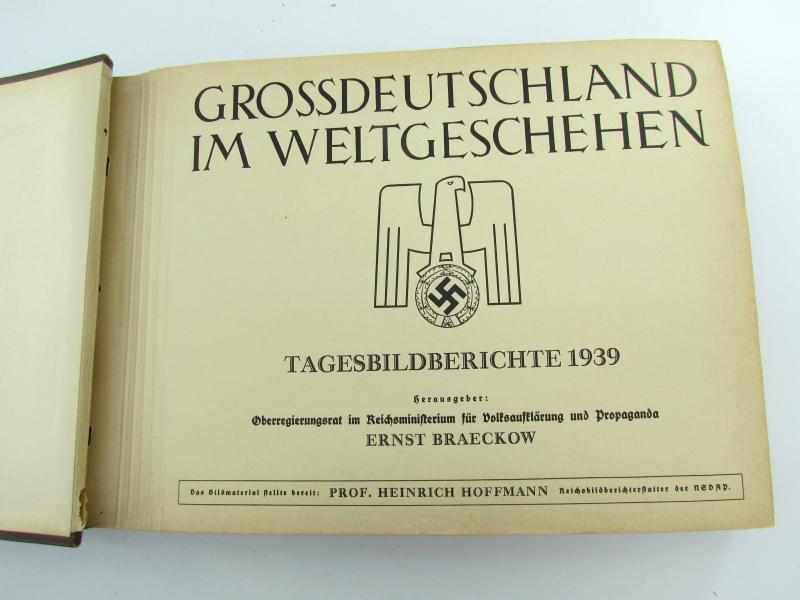 GROSSDEUTSCHLAND
IM WELTGESCHEHEN
TAGESBILDBERICHTE 1939
Herausgeber:
Oberregierungsrat im Reichsministerium für Volksaufklärung und Propaganda
ERNST BRAECKOW
Das Bildmaterial stellte bereit: PROF. HEINRICH HOFFMANN Reichsbildberichterstatter der NSDAP.